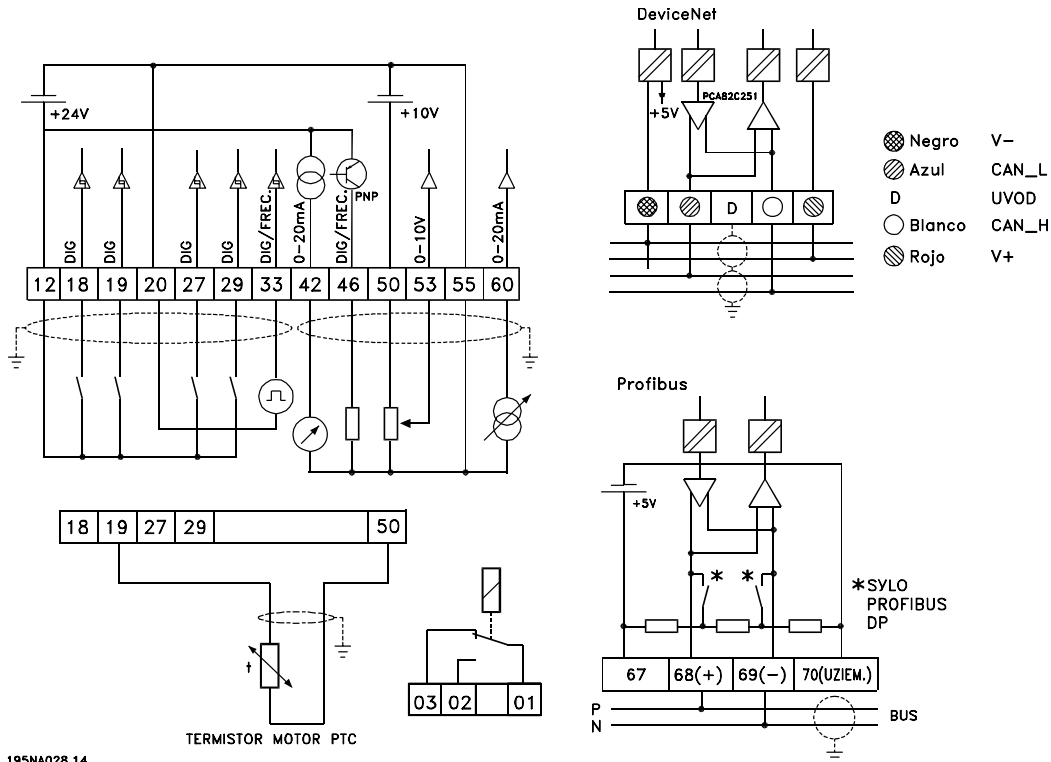 DeviceNet
PCA82C251
+5V
+24V
+10V
PNP
DIG
DIG
DIG
DIG
DIG/FREC.
0-20mA
DIG/FREC.
0-10V
0-20mA
12 18 19 20 27 29 33 42 46 50 53 55 60
D
Negro V-
Azul CAN_L
D UVOD
Blanco CAN_H
Rojo V+
Profibus
+5V
* *
*SYLO
PROFIBUS
DP
67 68(+) 69(-) 70(UZIEM.)
P
N
BUS
18 19 27 29 50
t
03 02 01
TERMISTOR MOTOR PTC
195NA028.14